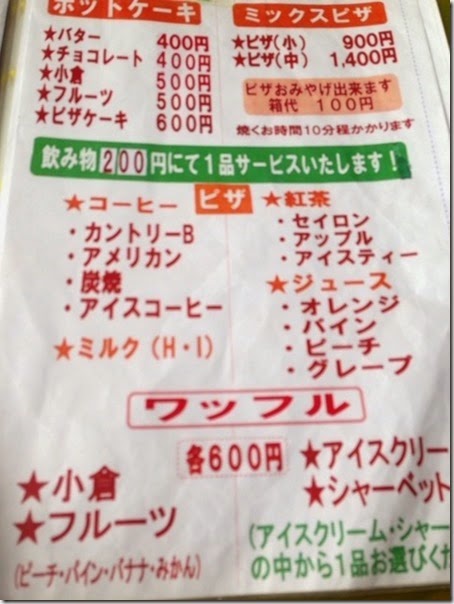 ホットケーキ
★バター 400円
★チョコレート 400円
★小倉 500円
★フルーツ 500円
★ピザケーキ 600円
ミックスピザ
★ピザ(小) 900円
★ピザ(中) 1,400円
ピザおみやげ出来ます
箱代 100円
焼くお時間10分程かかります
飲み物200円にて1品サービスいたします!
ピザ
★コーヒー
・カントリーB
・アメリカン
・炭焼
・アイスコーヒー
★ミルク(H・I)
★紅茶
・セイロン
・アップル
・アイスティー
★ジュース
・オレンジ
・パイン
・ピーチ
・グレープ
ワッフル
各600円
★小倉
★フルーツ
(ピーチ・パイン・バナナ・みかん)
★アイスクリー
★シャーベット
(アイスクリーム・シャー
の中から1品お選びくだ